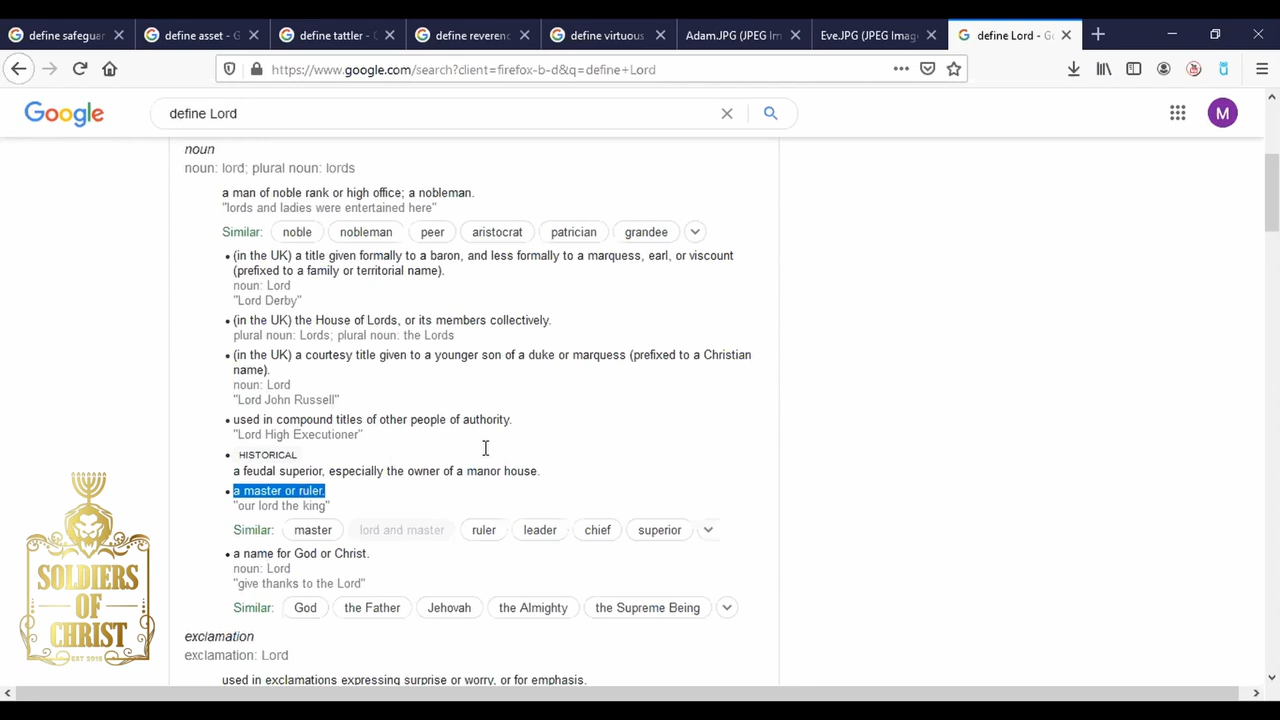 define safeguar
define asset - G
define tattler - G
define reverenc
define virtuous
Adam.JPG (JPEG Im
EveJPG (JPEG Imag
define Lord - Go
https://www.google.com/search?client=firefox-b-d&q=define+Lord
Google
define Lord
M
noun
noun: lord; plural noun: lords
a man of noble rank or high office; a nobleman.
"lords and ladies were entertained here"
Similar: noble nobleman peer aristocrat patrician grandee
• (in the UK) a title given formally to a baron, and less formally to a marquess, earl, or viscount
(prefixed to a family or territorial name).
noun: Lord
"Lord Derby"
• (in the UK) the House of Lords, or its members collectively.
plural noun: Lords; plural noun: the Lords
• (in the UK) a courtesy title given to a younger son of a duke or marquess (prefixed to a Christian
name).
noun: Lord
"Lord John Russell"
• used in compound titles of other people of authority.
"Lord High Executioner"
• HISTORICAL
a feudal superior, especially the owner of a manor house.
• a master or ruler.
"our lord the king"
Similar: master lord and master ruler leader chief superior
• a name for God or Christ.
noun: Lord
"give thanks to the Lord"
Similar: God the Father Jehovah the Almighty the Supreme Being
exclamation
exclamation: Lord
used in exclamations expressing surprise or worry, or for emphasis.
SOLDIERS
OF
CHRIST